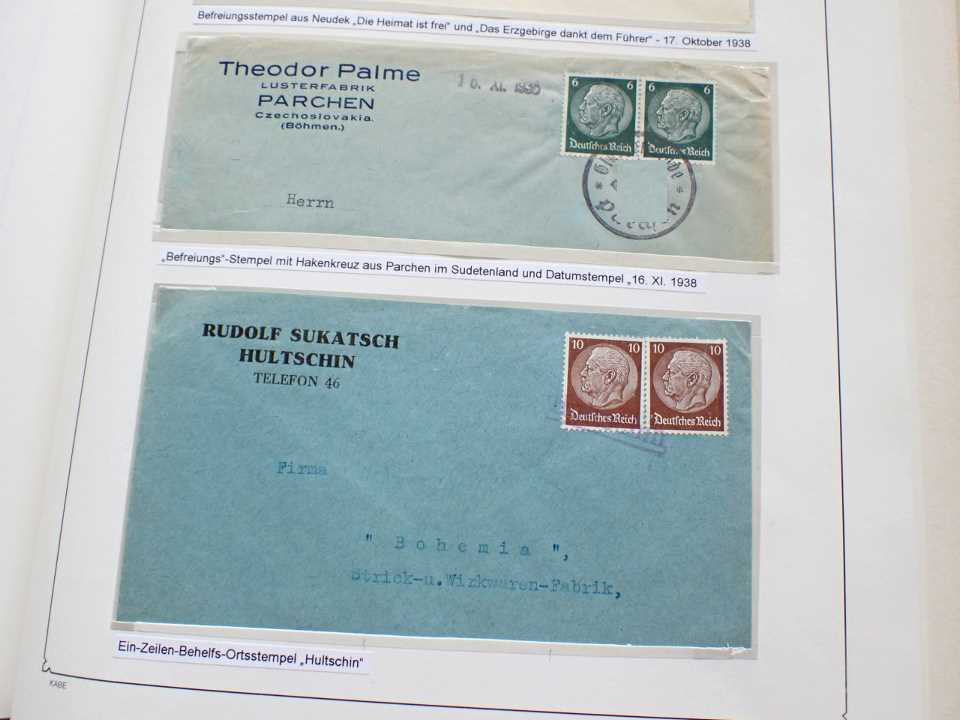 Befreiungsstempel aus Neudek „Die Heimat ist frei" und „Das Erzgebirge dankt dem Führer" - 17. Oktober 1938
Theodor Palme
LUSTERFABRIK
PARCHEN
Czechoslovakia.
(Böhmen.)
16. XI. 1938
6 6
Deutsches Reich Deutsches Reich
Herrn
„Befreiungs"-Stempel mit Hakenkreuz aus Parchen im Sudetenland und Datumstempel „16. XI. 1938
RUDOLF SUKATSCH
HULTSCHIN
TELEFON 46
10 10
Deutsches Reich Deutsches Reich
Firma
" Bohemia ",
Strick-u.Wirkwaren-Fabrik,
Ein-Zeilen-Behelfs-Ortsstempel „Hultschin"
KABE